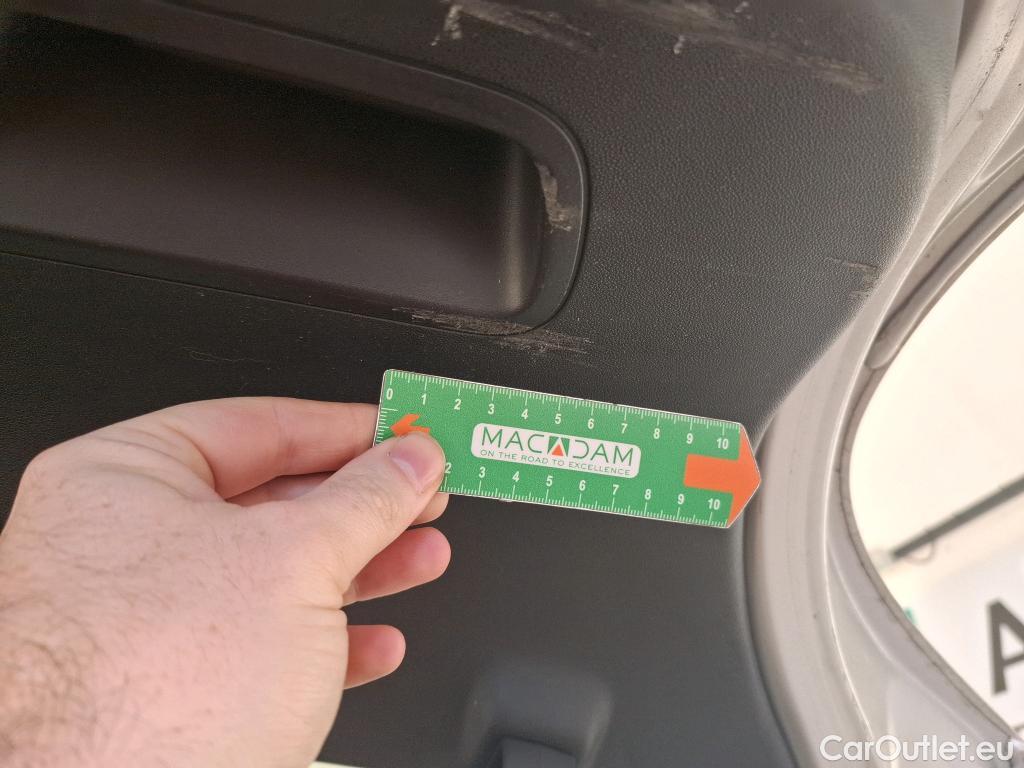 0 1 2 3 4 5 6 7 8 9 10
MACADAM
ON THE ROAD TO EXCELLENCE
2 3 4 5 6 7 8 9 10
A
CarOutlet.eu